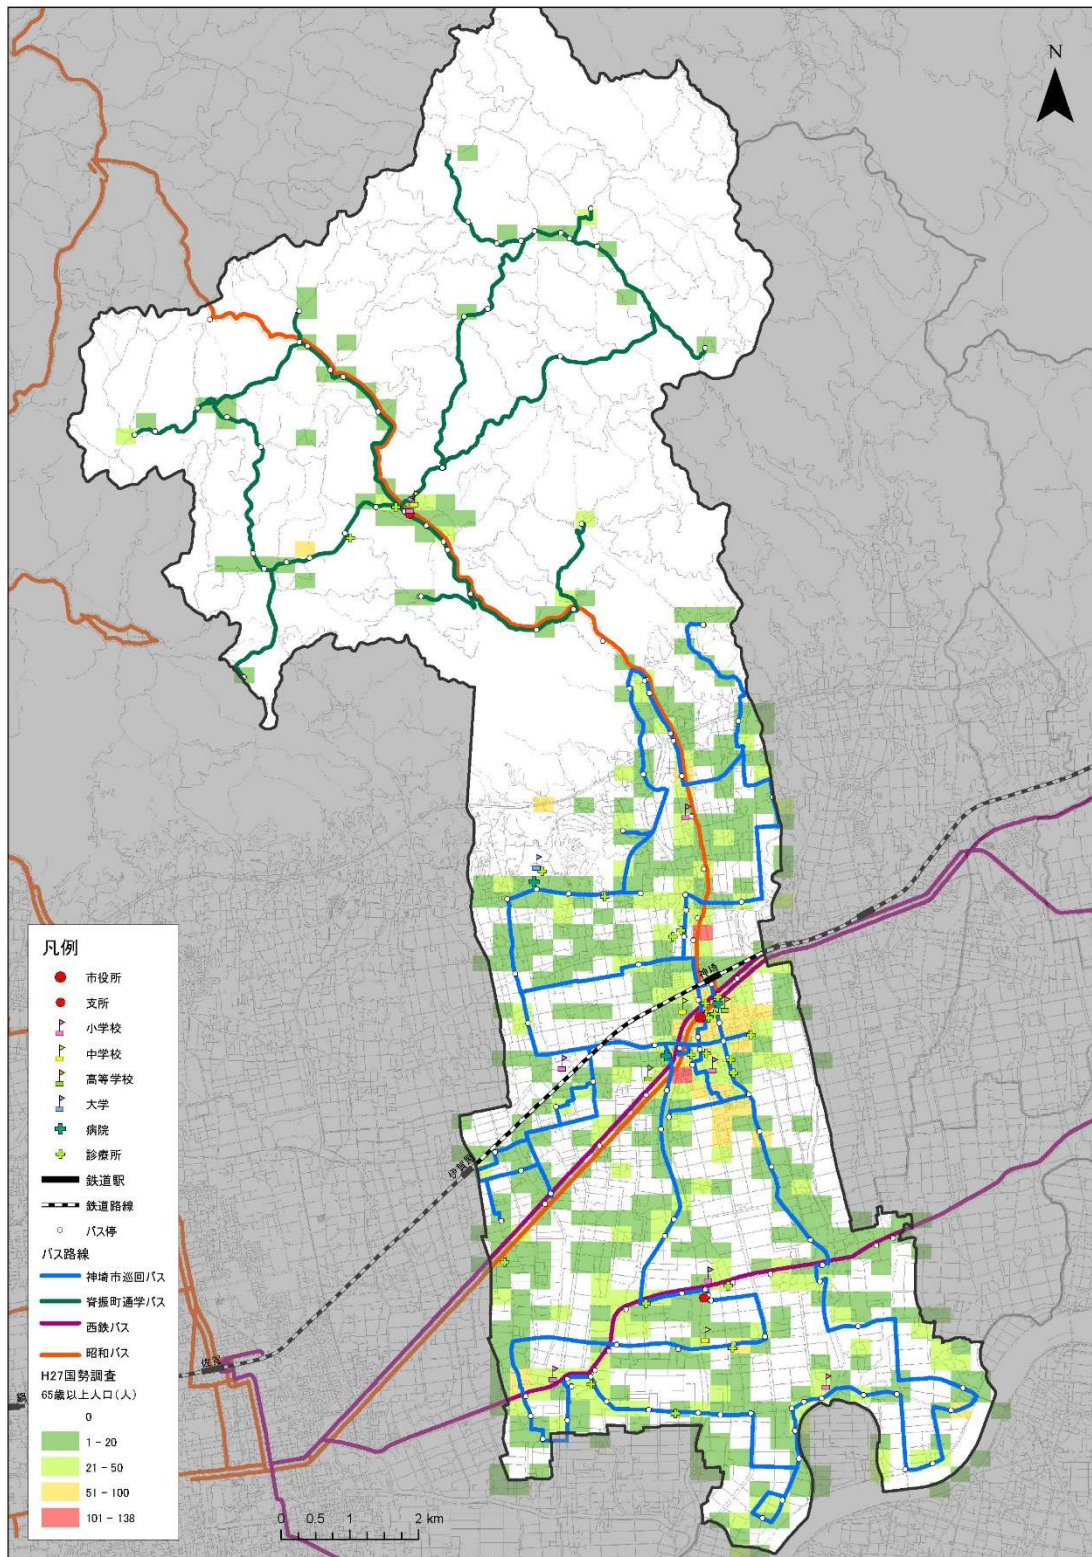 N
神埼
伊賀屋
佐賀
凡例
市役所
支所
小学校
中学校
高等学校
大学
病院
診療所
鉄道駅
鉄道路線
バス停
バス路線
神埼市巡回バス
脊振町通学バス
西鉄バス
昭和バス
H27国勢調査
65歳以上人口(人)
0
1 - 20
21 - 50
51 - 100
101 - 138
0 0.5 1 2 km